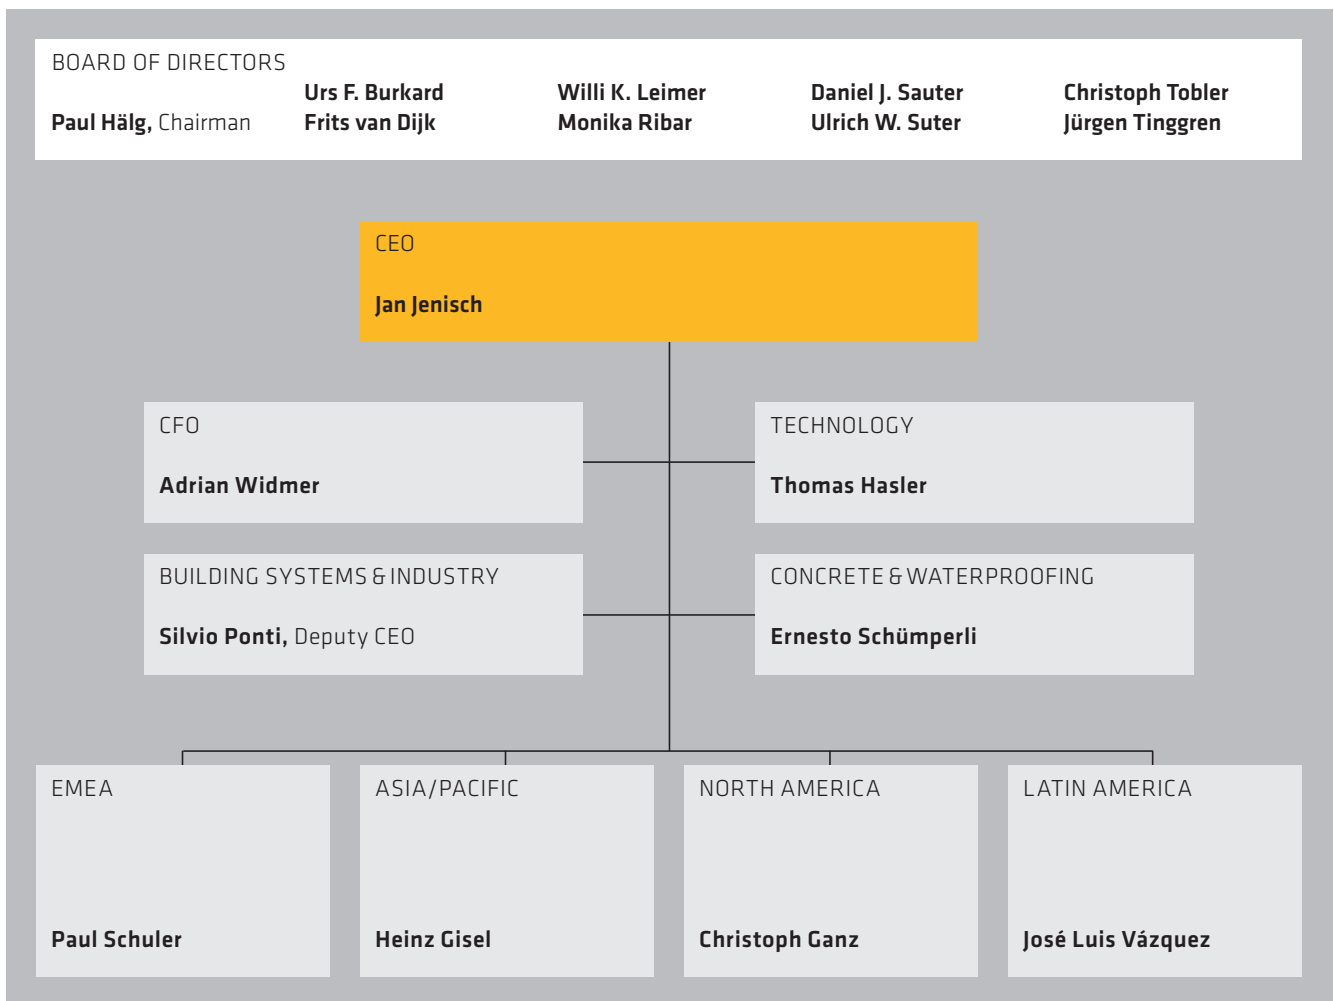 BOARD OF DIRECTORS
Urs F. Burkard Willi K. Leimer Daniel J. Sauter Christoph Tobler
Paul Hälg, Chairman Frits van Dijk Monika Ribar Ulrich W. Suter Jürgen Tinggren
CEO
Jan Jenisch
CFO
Adrian Widmer
TECHNOLOGY
Thomas Hasler
BUILDING SYSTEMS & INDUSTRY
Silvio Ponti, Deputy CEO
CONCRETE & WATERPROOFING
Ernesto Schümperli
EMEA
Paul Schuler
ASIA/PACIFIC
Heinz Gisel
NORTH AMERICA
Christoph Ganz
LATIN AMERICA
José Luis Vázquez